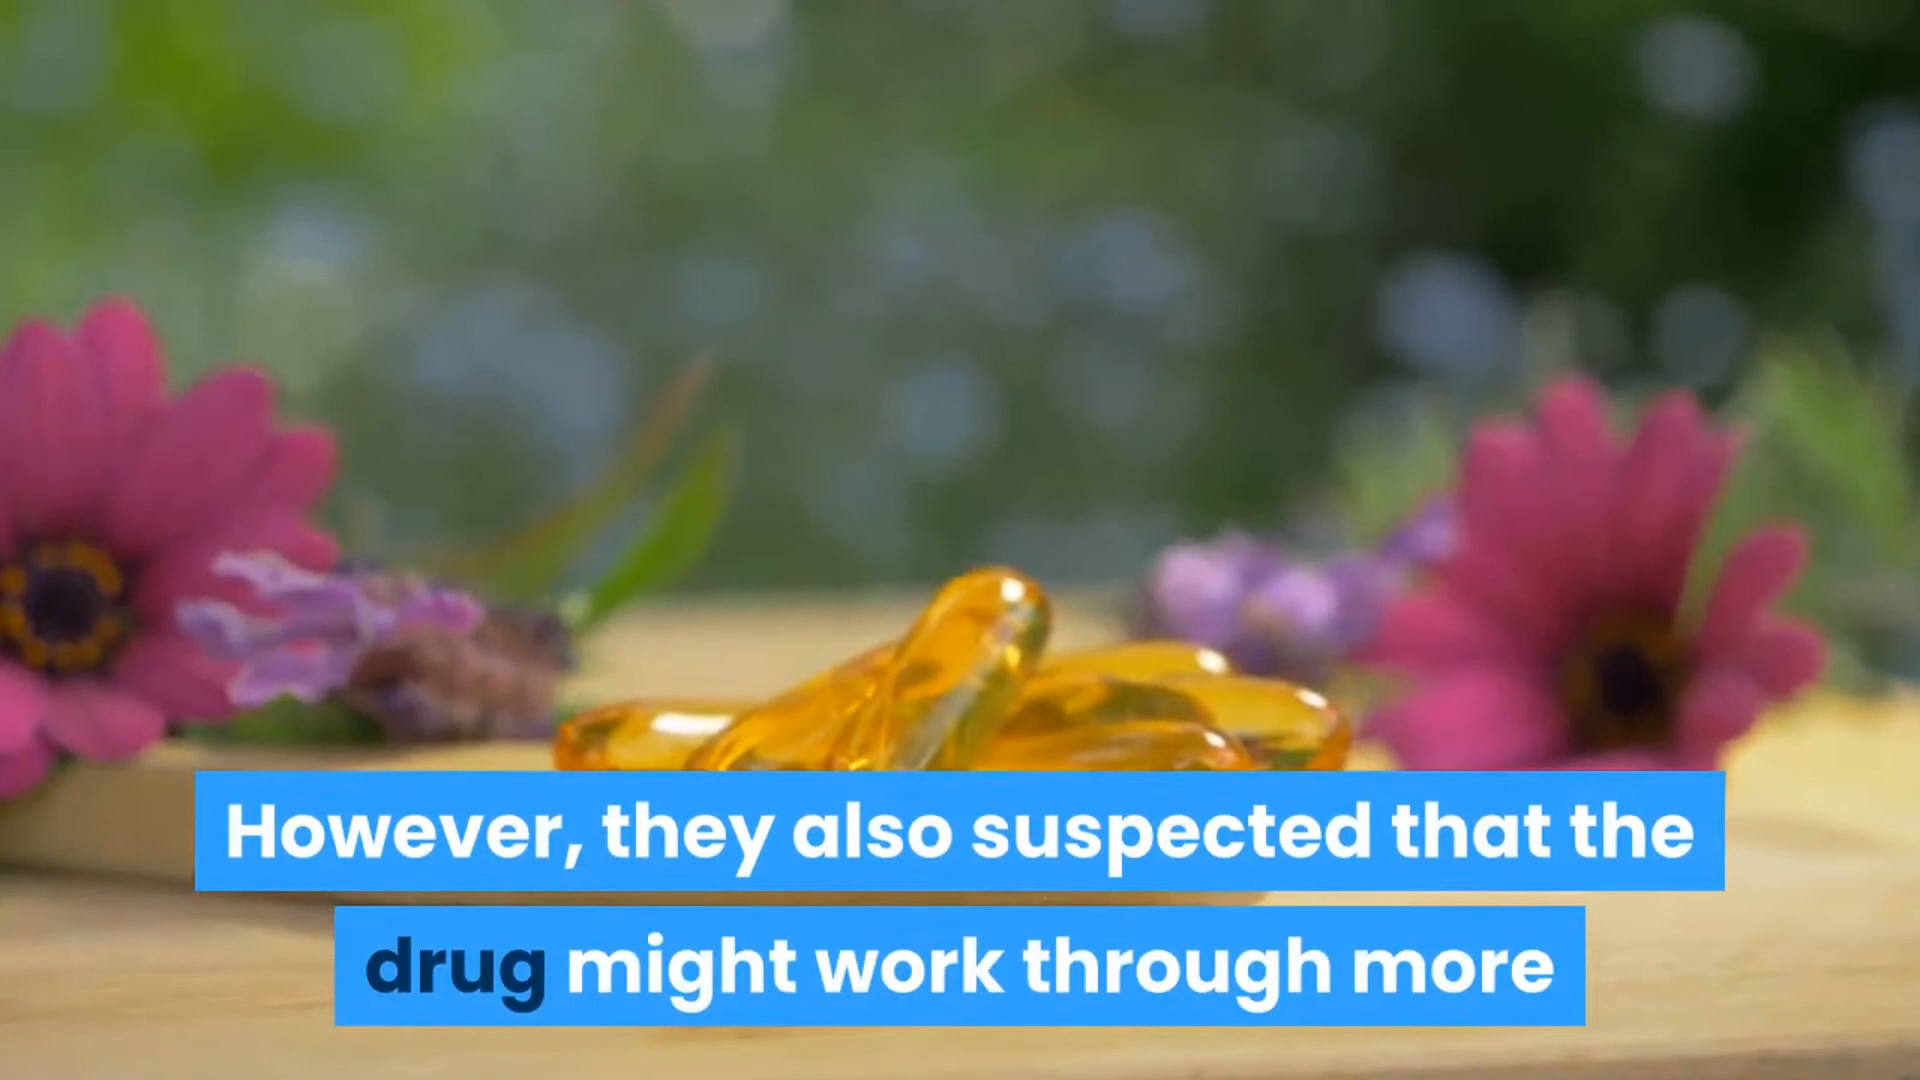 However, they also suspected that the
drug might work through more